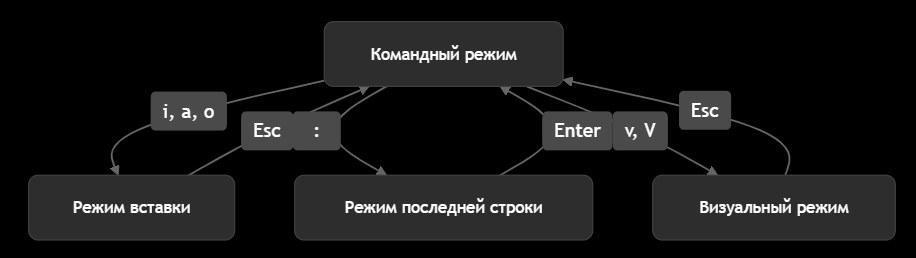 Командный режим
i, a, o
Esc
:
Enter
v, V
Esc
Режим вставки
Режим последней строки
Визуальный режим